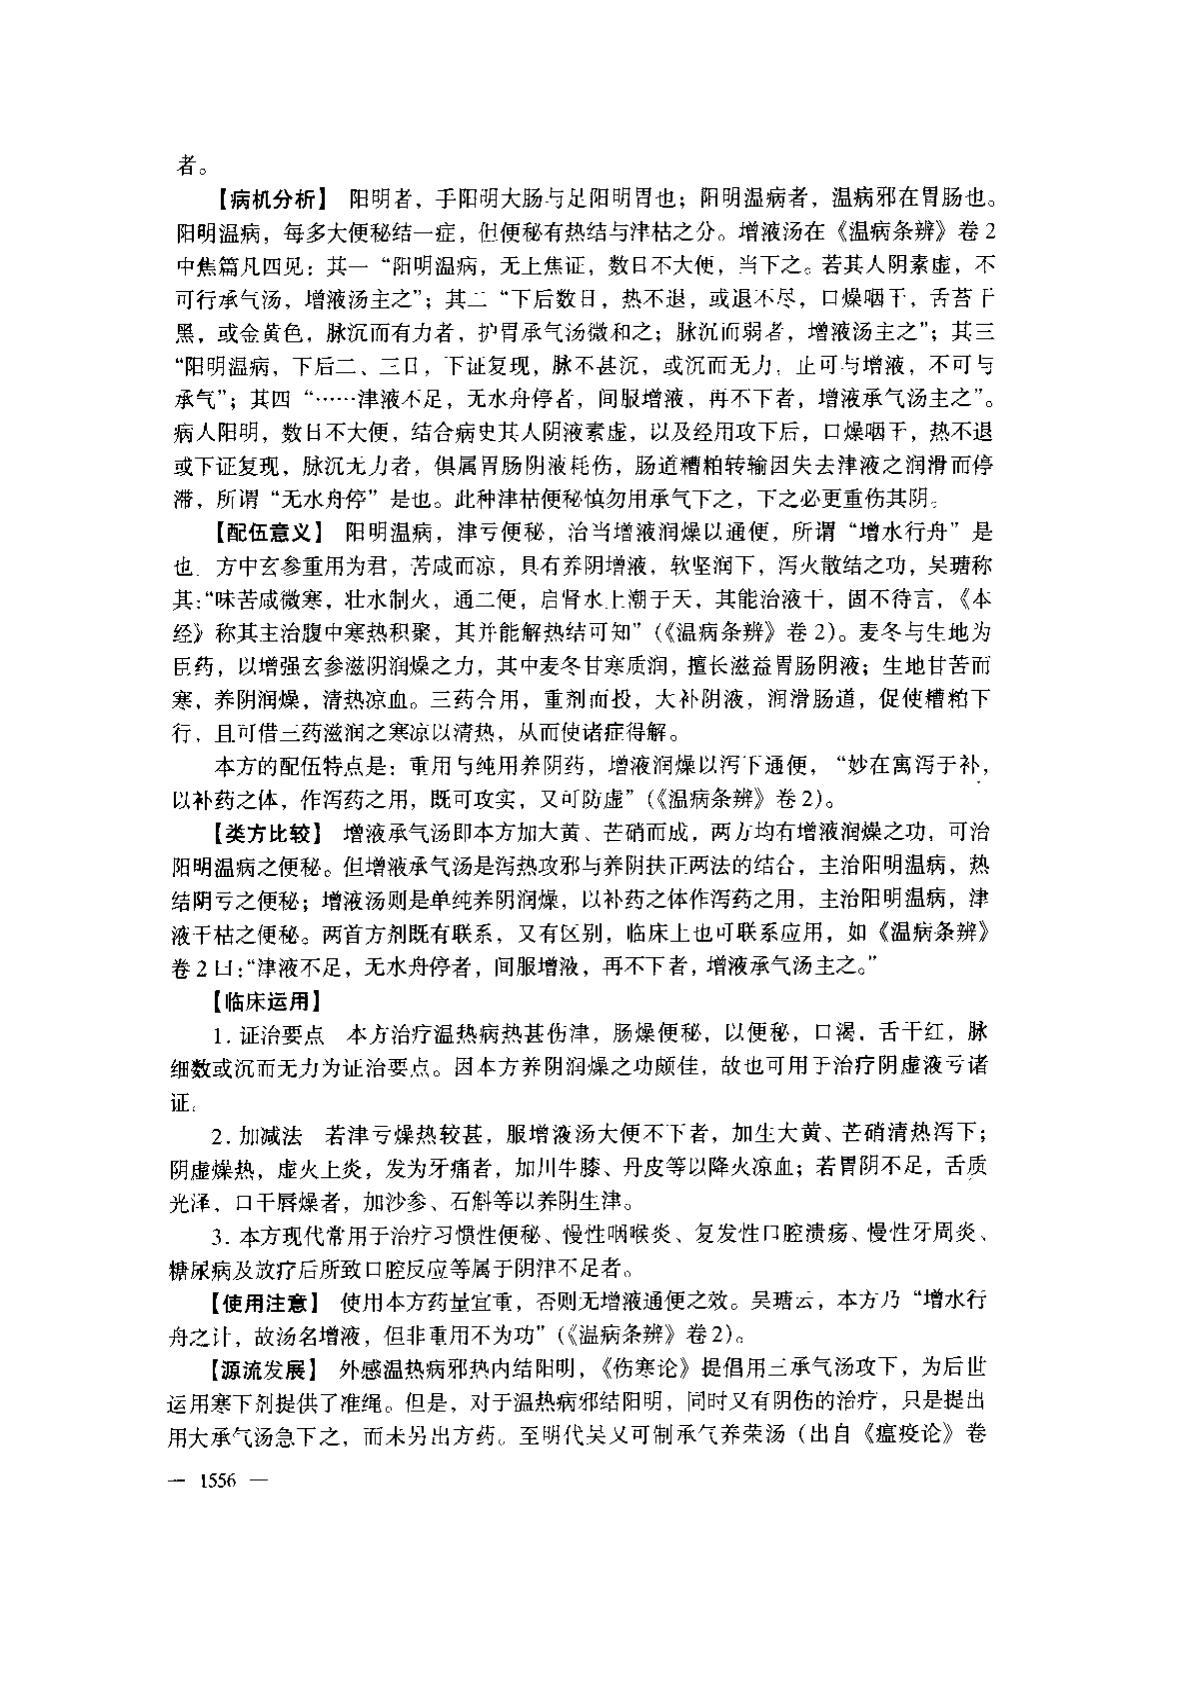 者。
【病机分析】 阳明者，手阳明大肠与足阳明胃也；阳明温病者，温病邪在胃肠也。
阳明温病，每多大便秘结一症，但便秘有热结与津枯之分。增液汤在《温病条辨》卷2
中焦篇凡四见：其一“阳明温病，无上焦证，数日不大便，当下之。若其人阴素虚，不
可行承气汤，增液汤主之”；其二“下后数日，热不退，或退不尽，口燥咽干，舌苔干
黑，或金黄色，脉沉而有力者，护胃承气汤微和之；脉沉而弱者，增液汤主之”；其三
“阳明温病，下后二、三日，下证复现，脉不甚沉，或沉而无力，止可与增液，不可与
承气”；其四“……津液不足，无水舟停者，间服增液，再不下者，增液承气汤主之”。
病人阳明，数日不大便，结合病史其人阴液素虚，以及经用攻下后，口燥咽干，热不退
或下证复现，脉沉无力者，俱属胃肠阴液耗伤，肠道糟粕转输因失去津液之润滑而停
滞，所谓“无水舟停”是也。此种津枯便秘慎勿用承气下之，下之必更重伤其阴。
【配伍意义】 阳明温病，津亏便秘，治当增液润燥以通便，所谓“增水行舟”是
也．方中玄参重用为君，苦咸而凉，具有养阴增液，软坚润下，泻火散结之功，吴瑭称
其：“味苦咸微寒，壮水制火，通二便，启肾水上潮于天，其能治液干，固不待言，《本
经》称其主治腹中寒热积聚，其并能解热结可知”(《温病条辨》卷2)。麦冬与生地为
臣药，以增强玄参滋阴润燥之力，其中麦冬甘寒质润，擅长滋益胃肠阴液；生地甘苦而
寒，养阴润燥，清热凉血。三药合用，重剂而投，大补阴液，润滑肠道，促使糟粕下
行，且可借三药滋润之寒凉以清热，从而使诸症得解。
本方的配伍特点是：重用与纯用养阴药，增液润燥以泻下通便，“妙在寓泻于补，
以补药之体，作泻药之用，既可攻实，又可防虚”(《温病条辨》卷2)。
【类方比较】 增液承气汤即本方加大黄、芒硝而成，两方均有增液润燥之功，可治
阳明温病之便秘。但增液承气汤是泻热攻邪与养阴扶正两法的结合，主治阳明温病，热
结阴亏之便秘；增液汤则是单纯养阴润燥，以补药之体作泻药之用，主治阳明温病，津
液干枯之便秘。两首方剂既有联系，又有区别，临床上也可联系应用，如《温病条辨》
卷2曰：“津液不足，无水舟停者，间服增液，再不下者，增液承气汤主之。”
【临床运用】
1. 证治要点 本方治疗温热病热甚伤津，肠燥便秘，以便秘，口渴，舌干红，脉
细数或沉而无力为证治要点。因本方养阴润燥之功颇佳，故也可用于治疗阴虚液亏诸
证。
2. 加减法 若津亏燥热较甚，服增液汤大便不下者，加生大黄、芒硝清热泻下；
阴虚燥热，虚火上炎，发为牙痛者，加川牛膝、丹皮等以降火凉血；若胃阴不足，舌质
光泽，口干唇燥者，加沙参、石斛等以养阴生津。
3. 本方现代常用于治疗习惯性便秘、慢性咽喉炎、复发性口腔溃疡、慢性牙周炎、
糖尿病及放疗后所致口腔反应等属于阴津不足者。
【使用注意】 使用本方药量宜重，否则无增液通便之效。吴瑭云，本方乃“增水行
舟之计，故汤名增液，但非重用不为功”(《温病条辨》卷2)。
【源流发展】 外感温热病邪热内结阳明，《伤寒论》提倡用三承气汤攻下，为后世
运用寒下剂提供了准绳。但是，对于温热病邪结阳明，同时又有阴伤的治疗，只是提出
用大承气汤急下之，而未另出方药。至明代吴又可制承气养荣汤（出自《瘟疫论》卷
— 1556 —